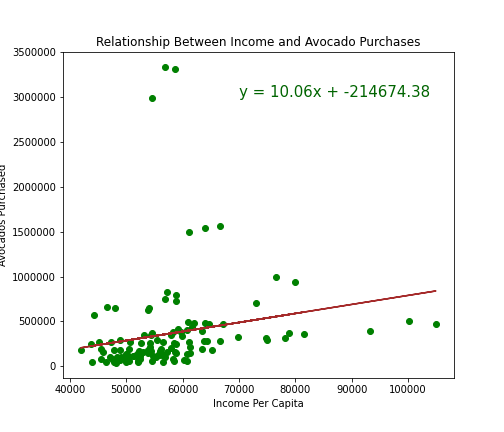 Relationship Between Income and Avocado Purchases
3500000
3000000
2500000
2000000
1500000
1000000
500000
0
Avocados Purchased
y = 10.06x + -214674.38
40000 50000 60000 70000 80000 90000 100000
Income Per Capita